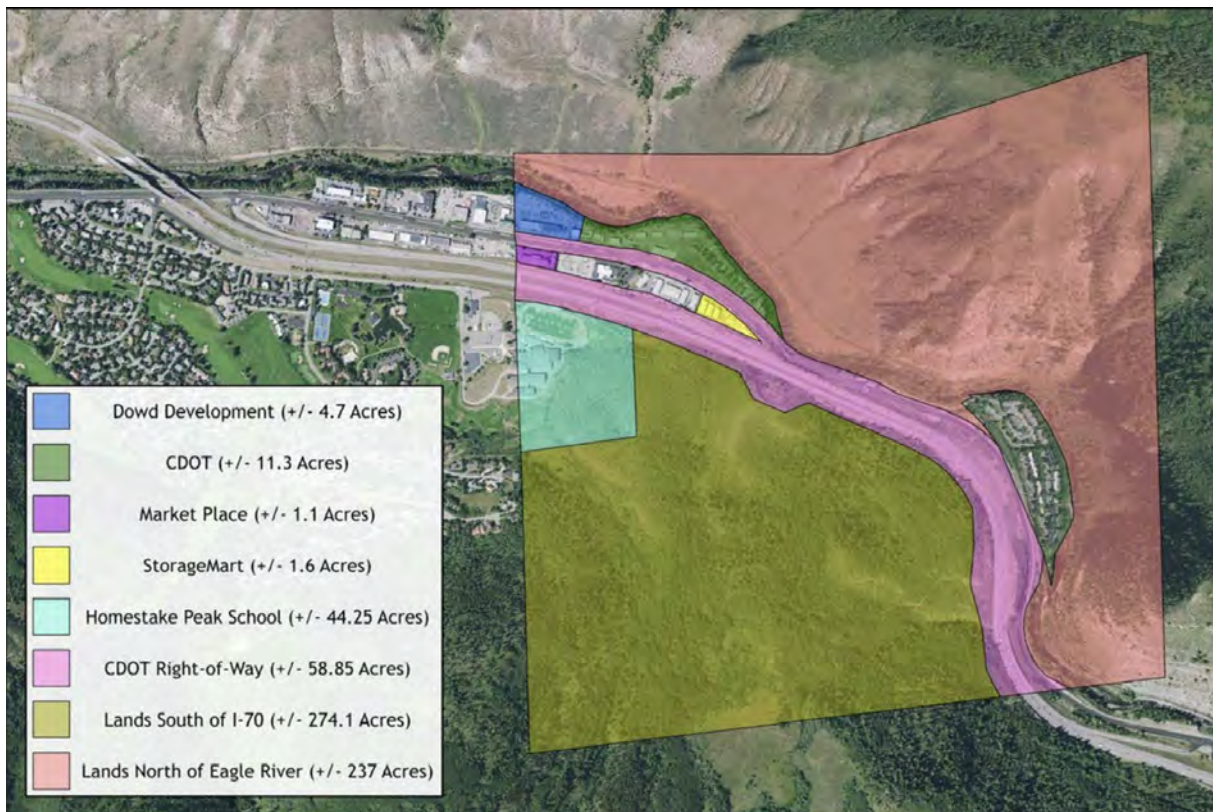 Dowd Development (+/- 4.7 Acres)
CDOT (+/- 11.3 Acres)
Market Place (+/- 1.1 Acres)
StorageMart (+/- 1.6 Acres)
Homestake Peak School (+/- 44.25 Acres)
CDOT Right-of-Way (+/- 58.85 Acres)
Lands South of I-70 (+/- 274.1 Acres)
Lands North of Eagle River (+/- 237 Acres)